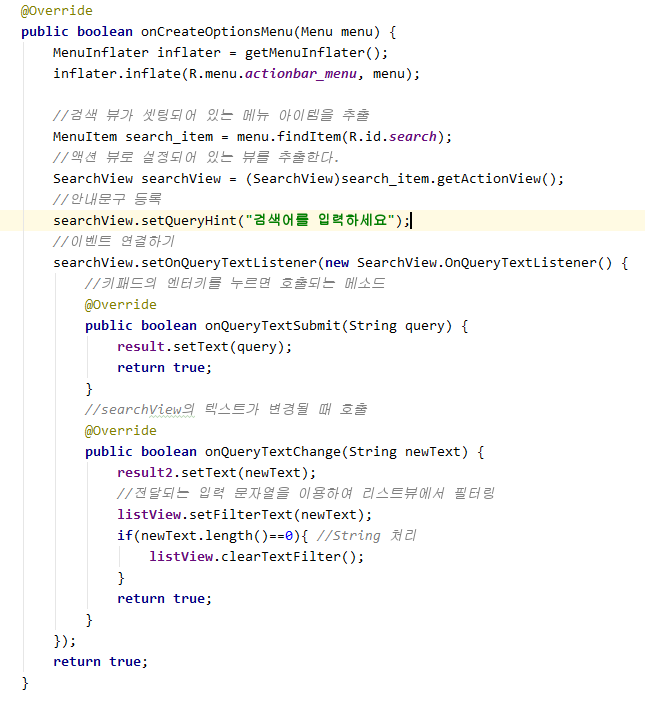 @Override
public boolean onCreateOptionsMenu(Menu menu) {
MenuInflater inflater = getMenuInflater();
inflater.inflate(R.menu.actionbar_menu, menu);
//검색 뷰가 셋팅되어 있는 메뉴 아이템을 추출
MenuItem search_item = menu.findItem(R.id.search);
//액션 뷰로 설정되어 있는 뷰를 추출한다.
SearchView searchView = (SearchView)search_item.getActionView();
//안내문구 등록
searchView.setQueryHint("검색어를 입력하세요");
//이벤트 연결하기
searchView.setOnQueryTextListener(new SearchView.OnQueryTextListener() {
//키패드의 엔터키를 누르면 호출되는 메소드
@Override
public boolean onQueryTextSubmit(String query) {
result.setText(query);
return true;
}
//searchView의 텍스트가 변경될 때 호출
@Override
public boolean onQueryTextChange(String newText) {
result2.setText(newText);
//전달되는 입력 문자열을 이용하여 리스트뷰에서 필터링
listView.setFilterText(newText);
if(newText.length()==0){ //String 처리
listView.clearTextFilter();
}
return true;
}
});
return true;
}